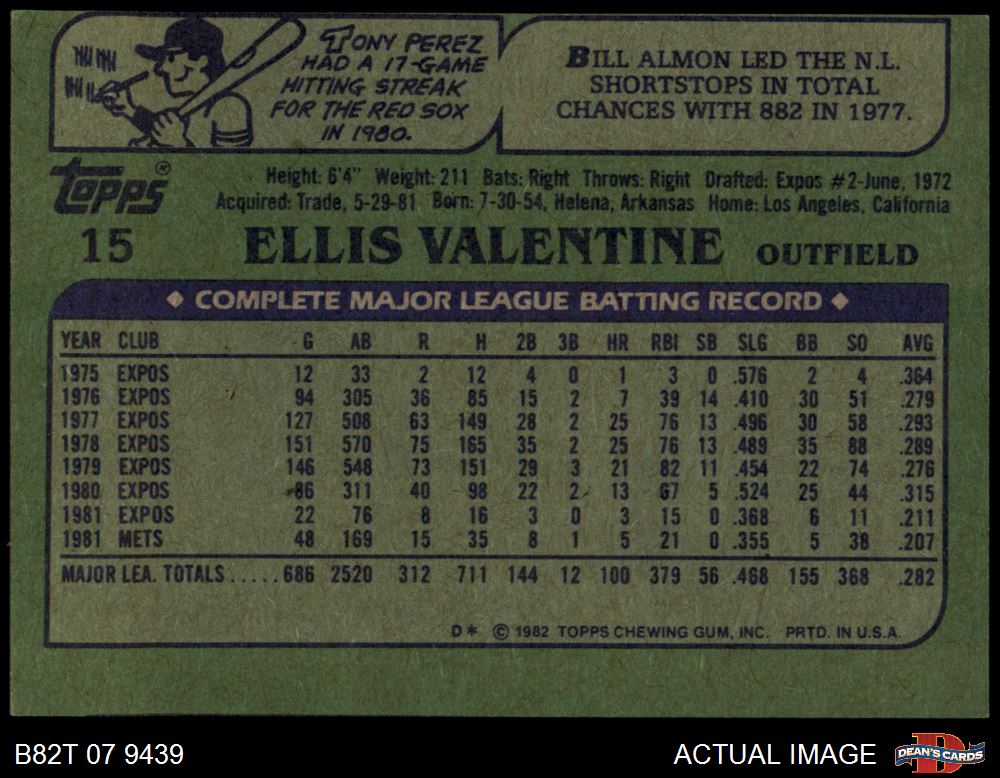 TONY PEREZ
HAD A 17-GAME
HITTING STREAK
FOR THE RED SOX
IN 1980.
BILL ALMON LED THE N.L.
SHORTSTOPS IN TOTAL
CHANCES WITH 882 IN 1977.
Topps®
Height: 6'4" Weight: 211 Bats: Right Throws: Right Drafted: Expos #2-June, 1972
Acquired: Trade, 5-29-81 Born: 7-30-54, Helena, Arkansas Home: Los Angeles, California
15 ELLIS VALENTINE OUTFIELD
◆ COMPLETE MAJOR LEAGUE BATTING RECORD ◆
YEAR CLUB G AB R H 2B 3B HR RBI SB SLG BB SO AVG
1975 EXPOS 12 33 2 12 4 0 1 3 0 .576 2 4 .364
1976 EXPOS 94 305 36 85 15 2 7 39 14 .410 30 51 .279
1977 EXPOS 127 508 63 149 28 2 25 76 13 .496 30 58 .293
1978 EXPOS 151 570 75 165 35 2 25 76 13 .489 35 88 .289
1979 EXPOS 146 548 73 151 29 3 21 82 11 .454 22 74 .276
1980 EXPOS 86 311 40 98 22 2 13 67 5 .524 25 44 .315
1981 EXPOS 22 76 8 16 3 0 3 15 0 .368 6 11 .211
1981 METS 48 169 15 35 8 1 5 21 0 .355 5 38 .207
MAJOR LEA. TOTALS.....686 2520 312 711 144 12 100 379 56 .468 155 368 .282
D* © 1982 TOPPS CHEWING GUM, INC. PRTD. IN U.S.A.
B82T 07 9439
ACTUAL IMAGE
D
DEAN'S CARDS